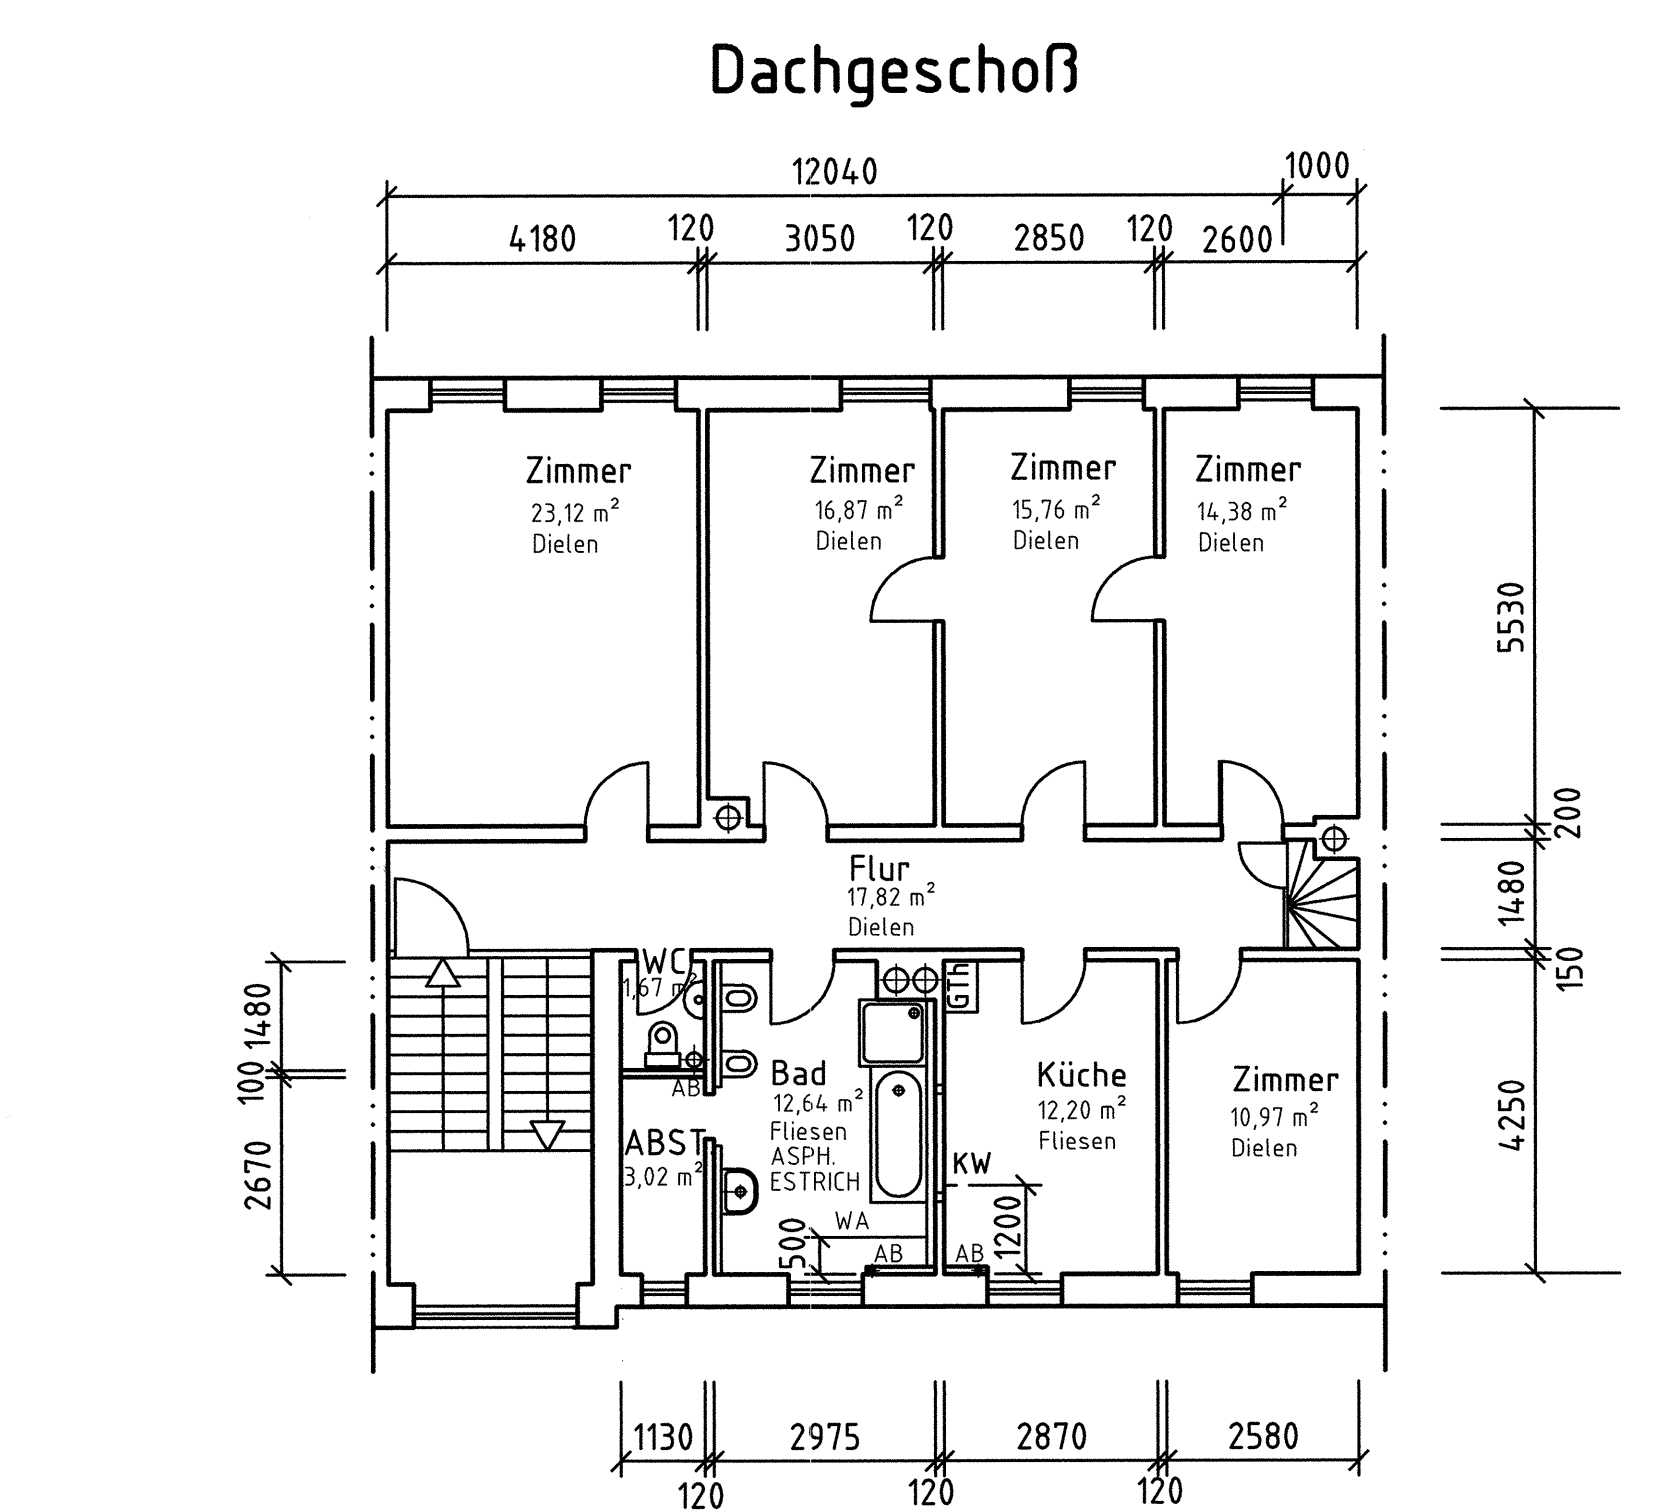 Dachgeschoß
12040
1000
4180
120
3050
120
2850
120
2600
Zimmer
23,12 m²
Dielen
Zimmer
16,87 m²
Dielen
Zimmer
15,76 m²
Dielen
Zimmer
14,38 m²
Dielen
5530
200
1480
150
4250
Flur
17,82 m²
Dielen
1480
100
2670
WC
1,67 m²
AB
ABST
3,02 m²
Bad
12,64 m²
Fliesen
ASPH.
ESTRICH
WA
500
AB
GTh
Küche
12,20 m²
Fliesen
KW
1200
AB
Zimmer
10,97 m²
Dielen
1130
2975
2870
2580
120
120
120